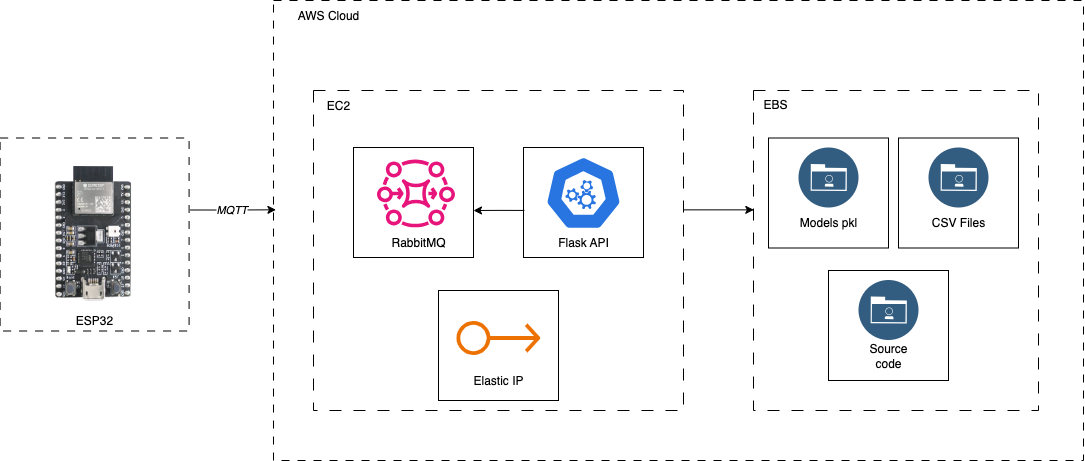 AWS Cloud
EC2
EBS
RabbitMQ
Flask API
Models pkl
CSV Files
MQTT
ESP32
Elastic IP
Source
code